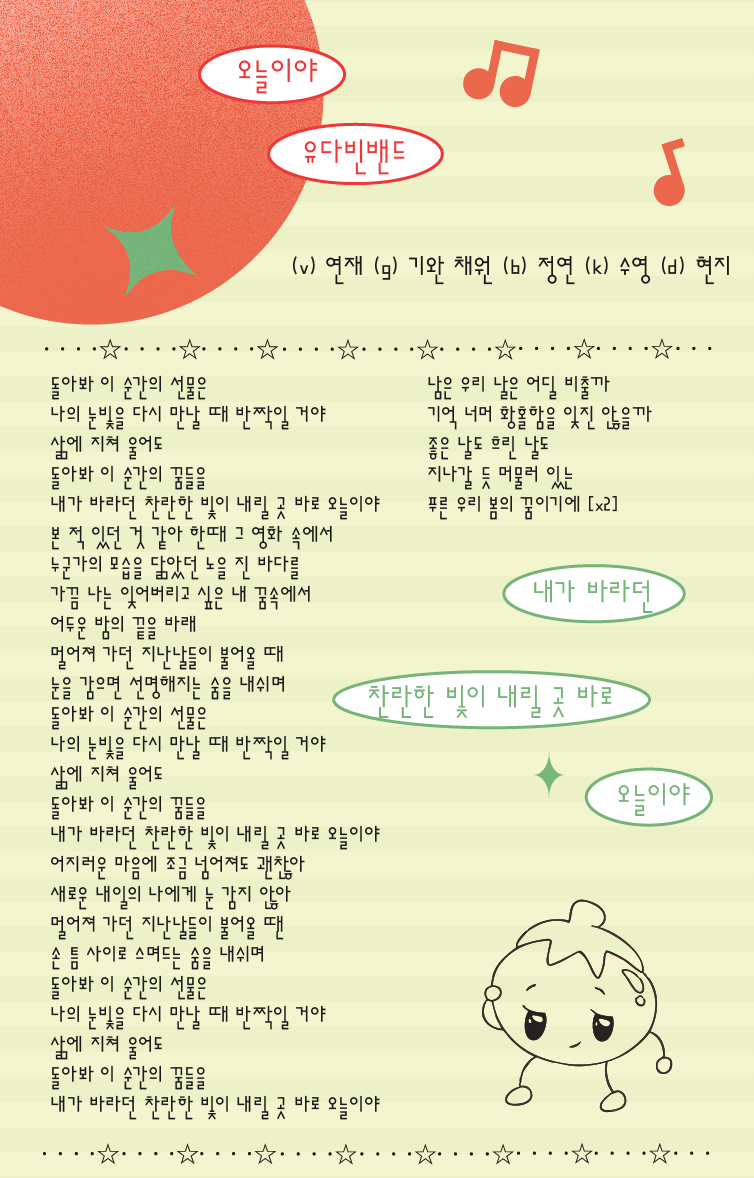 오늘이야
유다빈밴드
(v) 연재 (g) 기완 채원 (b) 정연 (k) 수영 (d) 현지
돌아봐 이 순간의 선물은
나의 눈빛을 다시 만날 때 반짝일 거야
삶에 지쳐 울어도
돌아봐 이 순간의 꿈들을
내가 바라던 찬란한 빛이 내릴 곳 바로 오늘이야
본 적 있던 것 같아 한때 그 영화 속에서
누군가의 모습을 닮았던 노을 진 바다를
가끔 나는 잊어버리고 싶은 내 꿈속에서
어두운 밤의 끝을 바래
멀어져 가던 지난날들이 불어올 때
눈을 감으면 선명해지는 숨을 내쉬며
돌아봐 이 순간의 선물은
나의 눈빛을 다시 만날 때 반짝일 거야
삶에 지쳐 울어도
돌아봐 이 순간의 꿈들을
내가 바라던 찬란한 빛이 내릴 곳 바로 오늘이야
어지러운 마음에 조금 넘어져도 괜찮아
새로운 내일의 나에게 눈 감지 않아
멀어져 가던 지난날들이 불어올 땐
손 틈 사이로 스며드는 숨을 내쉬며
돌아봐 이 순간의 선물은
나의 눈빛을 다시 만날 때 반짝일 거야
삶에 지쳐 울어도
돌아봐 이 순간의 꿈들을
내가 바라던 찬란한 빛이 내릴 곳 바로 오늘이야
남은 우리 날은 어딜 비출까
기억 너머 황홀함을 잊진 않을까
좋은 날도 흐린 날도
지나갈 듯 머물러 있는
푸른 우리 봄의 꿈이기에 [x2]
내가 바라던
찬란한 빛이 내릴 곳 바로
오늘이야